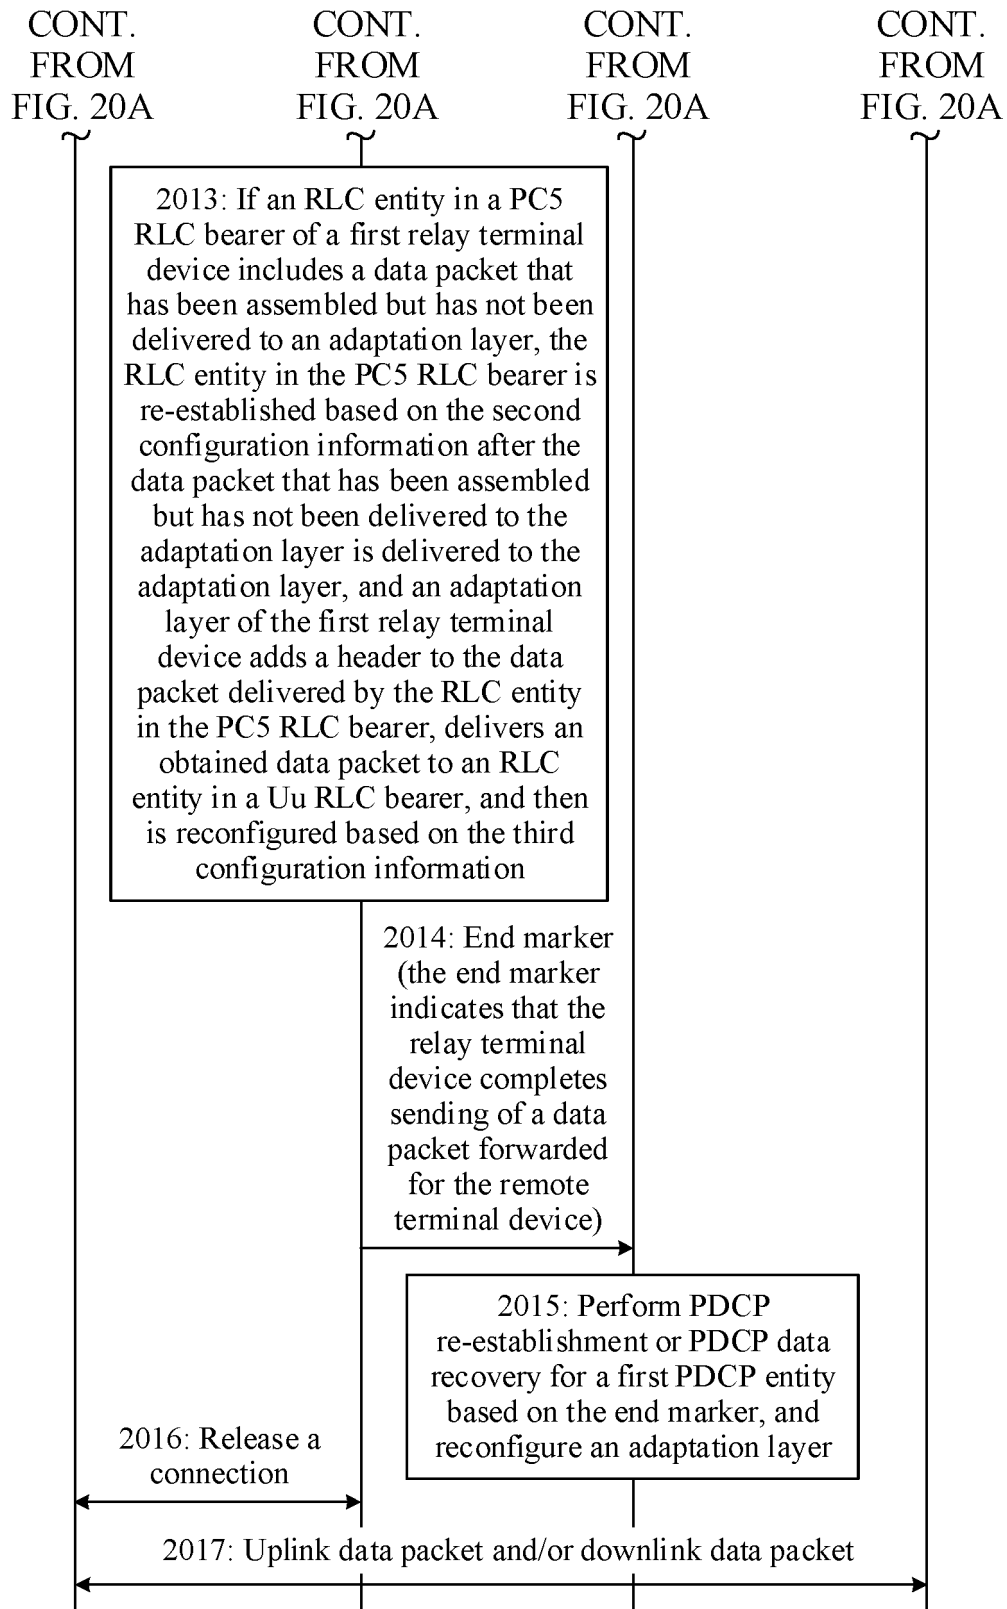 CONT.
FROM
FIG. 20A
CONT.
FROM
FIG. 20A
CONT.
FROM
FIG. 20A
CONT.
FROM
FIG. 20A
2013: If an RLC entity in a PC5
RLC bearer of a first relay terminal
device includes a data packet that
has been assembled but has not been
delivered to an adaptation layer, the
RLC entity in the PC5 RLC bearer is
re-established based on the second
configuration information after the
data packet that has been assembled
but has not been delivered to the
adaptation layer is delivered to the
adaptation layer, and an adaptation
layer of the first relay terminal
device adds a header to the data
packet delivered by the RLC entity
in the PC5 RLC bearer, delivers an
obtained data packet to an RLC
entity in a Uu RLC bearer, and then
is reconfigured based on the third
configuration information
2014: End marker
(the end marker
indicates that the
relay terminal
device completes
sending of a data
packet forwarded
for the remote
terminal device)
2015: Perform PDCP
re-establishment or PDCP data
recovery for a first PDCP entity
based on the end marker, and
reconfigure an adaptation layer
2016: Release a
connection
2017: Uplink data packet and/or downlink data packet